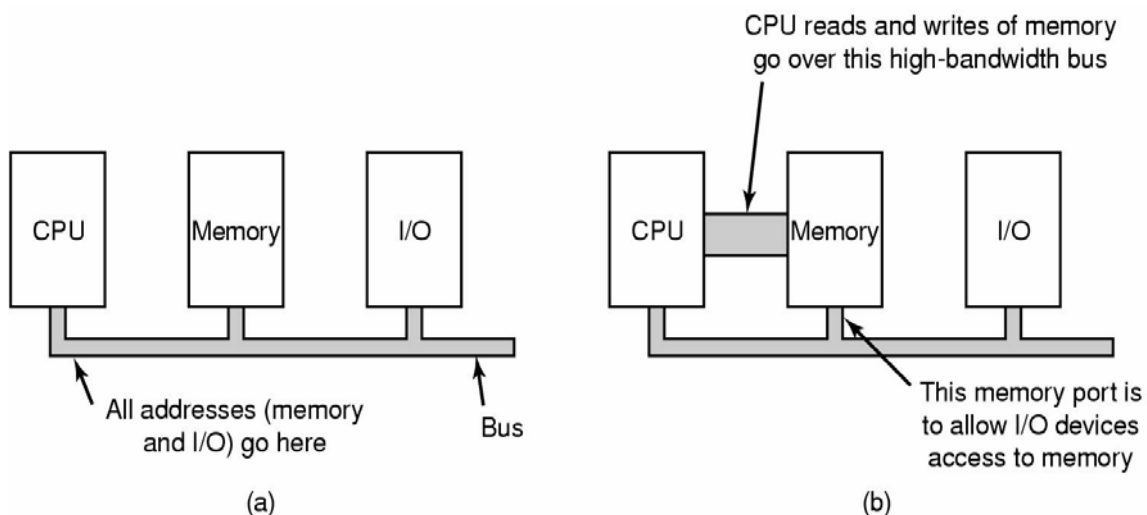 CPU reads and writes of memory
go over this high-bandwidth bus
CPU
Memory
I/O
CPU
Memory
I/O
All addresses (memory
and I/O) go here
Bus
This memory port is
to allow I/O devices
access to memory
(a)
(b)